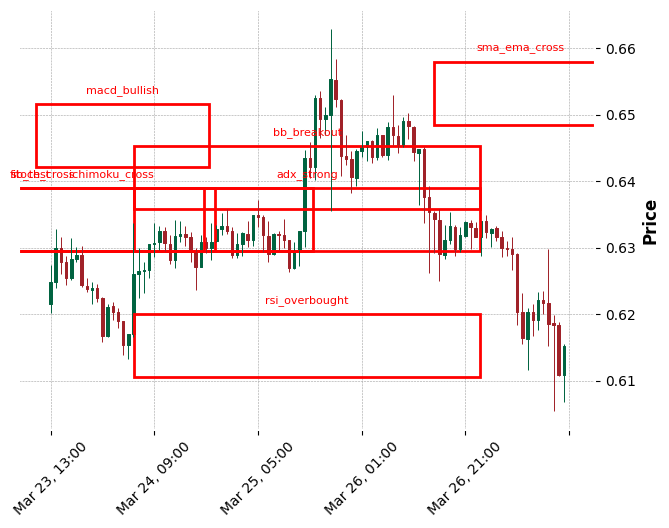 sma_ema_cross
0.66
macd_bullish
0.65
bb_breakout
0.64
ichimoku_cross
adx_strong
0.63
Price
rsi_overbought
0.62
0.61
Mar 23, 13:00
Mar 24, 09:00
Mar 25, 05:00
Mar 26, 01:00
Mar 26, 21:00